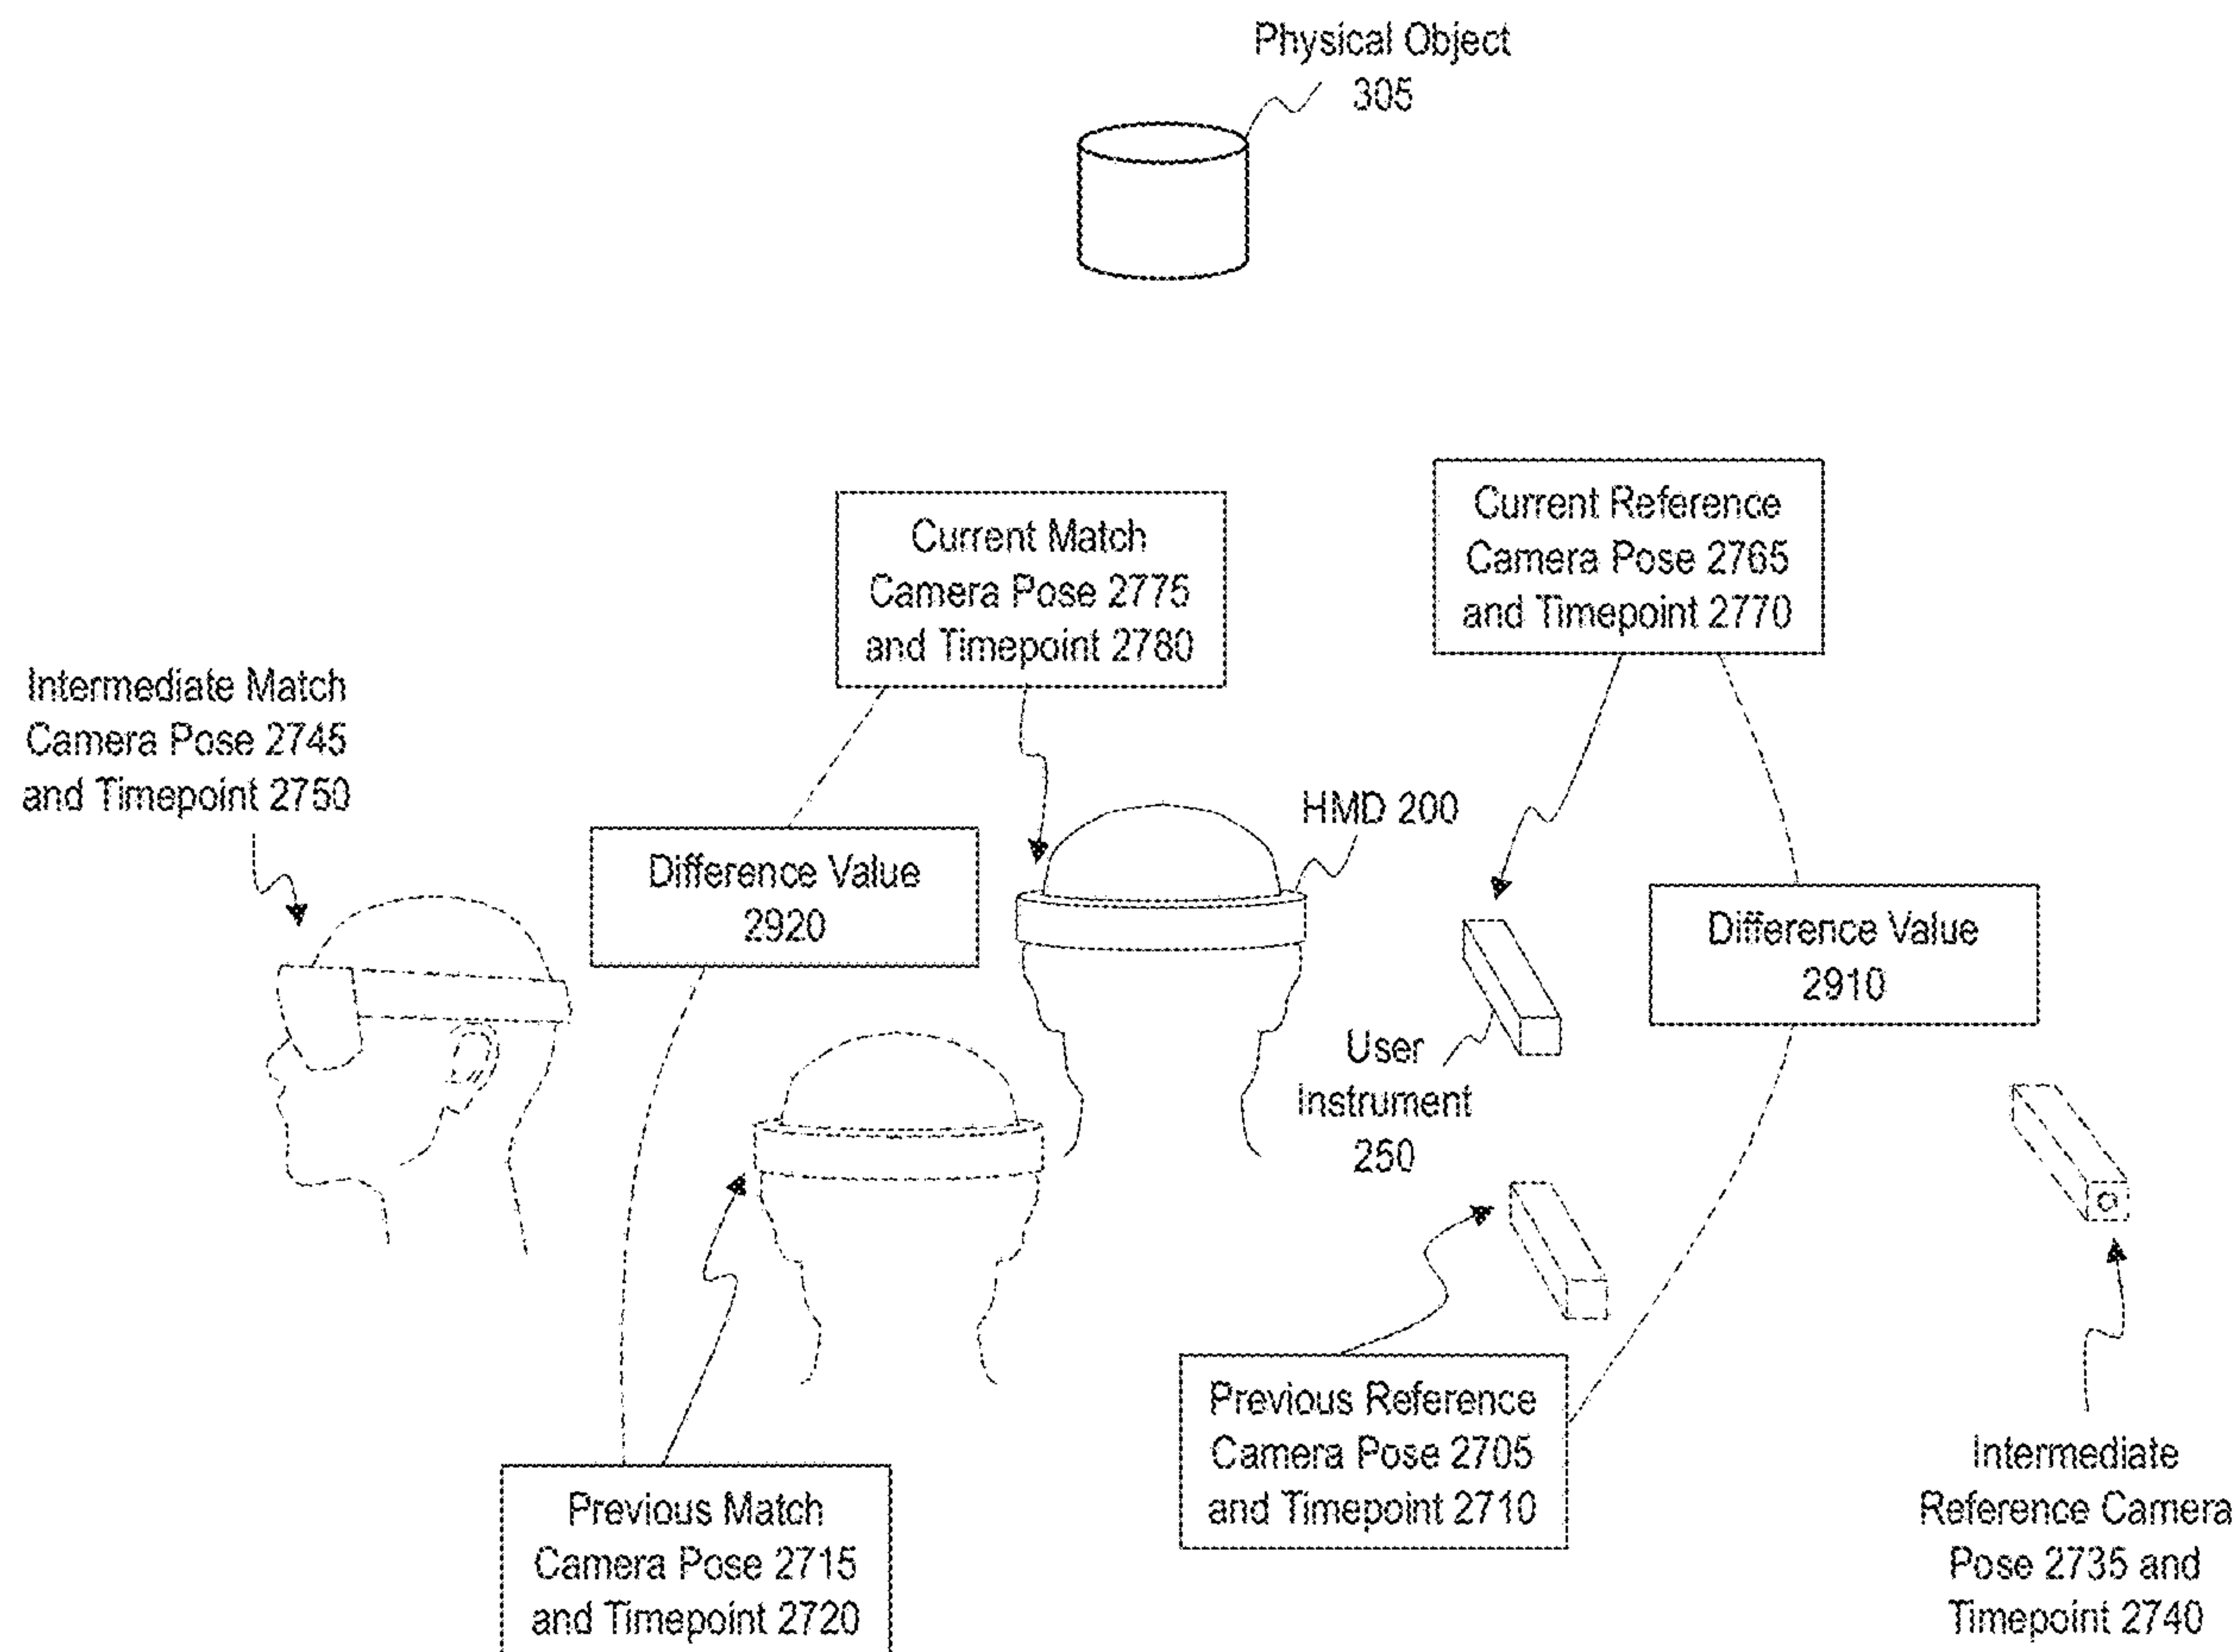 Physical Object
305
Current Reference
Camera Pose 2765
and Timepoint 2770
Current Match
Camera Pose 2775
and Timepoint 2780
Intermediate Match
Camera Pose 2745
and Timepoint 2750
HMD 200
Difference Value
2920
Difference Value
2910
User
Instrument
250
Previous Reference
Camera Pose 2705
and Timepoint 2710
Intermediate
Reference Camera
Pose 2735 and
Timepoint 2740
Previous Match
Camera Pose 2715
and Timepoint 2720